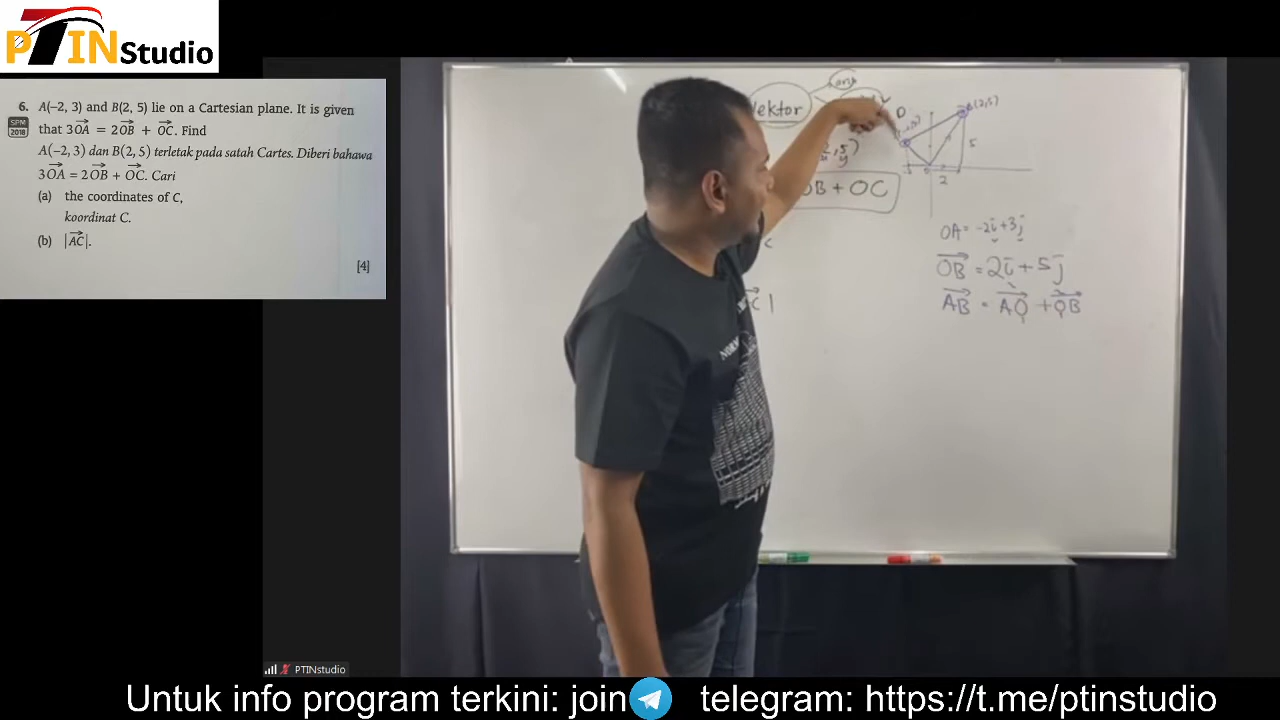 PTIN Studio
6. A(−2, 3) and B(2, 5) lie on a Cartesian plane. It is given
SPM
2018
that 3OA = 2OB + OC. Find
A(−2, 3) dan B(2, 5) terletak pada satah Cartes. Diberi bahawa
3OA = 2OB + OC. Cari
(a) the coordinates of C,
koordinat C.
(b) |AC|.
[4]
Vektor
B(2,5)
5
2
OB + OC
OA = -2i + 3j
OB = 2i + 5j
AB = AO + OB
PTINstudio
Untuk info program terkini: join telegram: https://t.me/ptinstudio